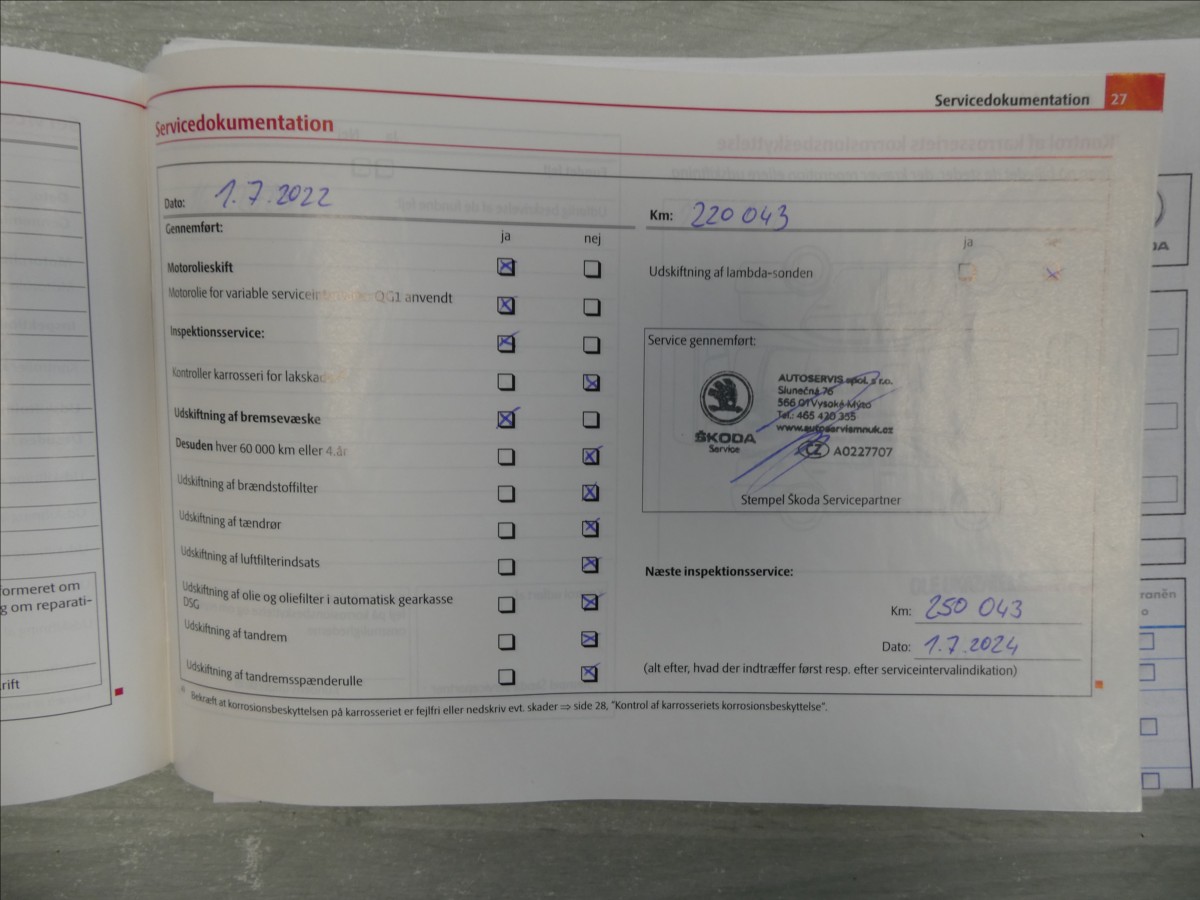 Servicedokumentation 27
Servicedokumentation
Dato: 1.7.2022
Km: 220 043
Gennemført:
ja nej
ja
Motorolieskift
Udskiftning af lambda-sonden
Motorolie for variable QG1 anvendt
Inspektionsservice:
Service gennemført:
Kontroller karrosseri for
AUTOSERVIS spol. s r.o.
Slunečná 76
566 01 Vysoké Mýto
Tel.: 465 420 355
www.autoservismnuk.cz
CZ A0227707
ŠKODA
Service
Stempel Škoda Servicepartner
Udskiftning af bremsevæske
Desuden hver 60 000 km eller 4.år
Udskiftning af brændstoffilter
Udskiftning af tændrør
Udskiftning af luftfilterindsats
Udskiftning af olie og oliefilter i automatisk gearkasse
DSG
Udskiftning af tandrem
Udskiftning af tandremsspænderulle
Næste inspektionsservice:
Km: 250 043
Dato: 1.7.2024
(alt efter, hvad der indtræffer først resp. efter serviceintervalindikation)
Bekræft at korrosionsbeskyttelsen på karrosseriet er fejlfri eller nedskriv evt. skader ⇒ side 28, "Kontrol af karrosseriets korrosionsbeskyttelse".
formeret om
g om reparati-
rift
DA
raněn
o